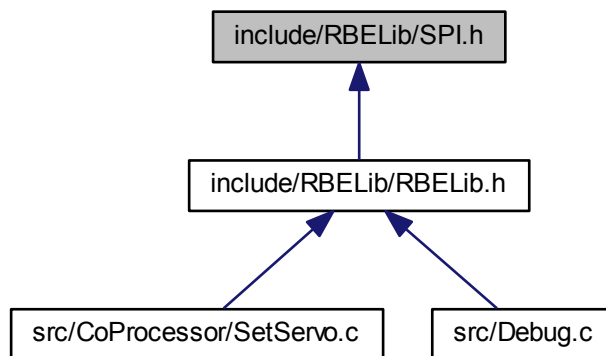 include/RBELib/SPI.h
include/RBELib/RBELib.h
src/CoProcessor/SetServo.c
src/Debug.c